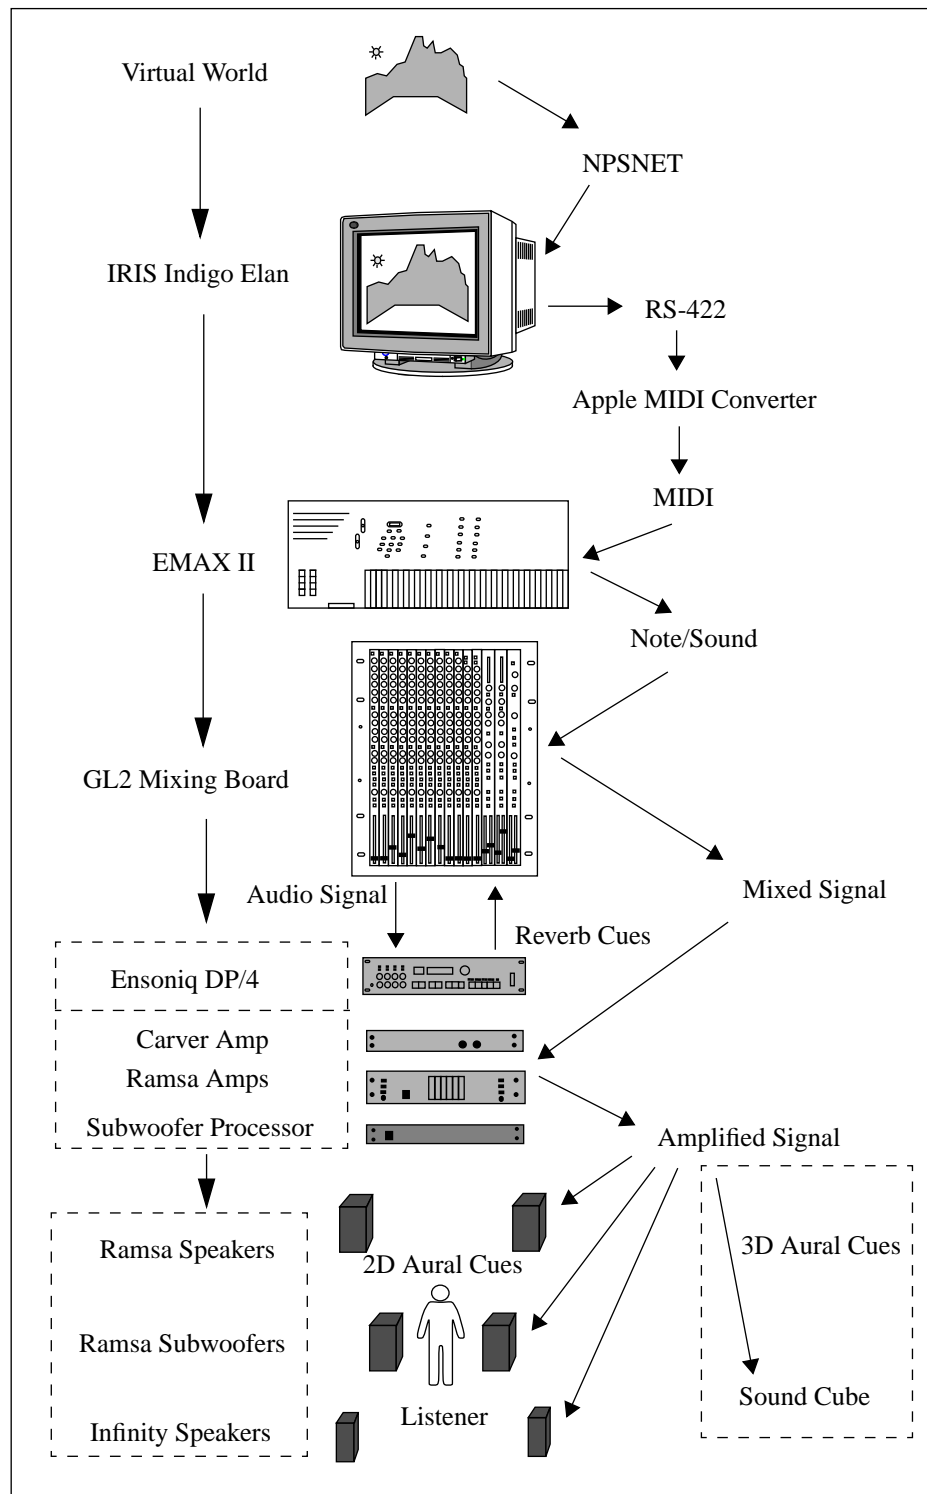 Virtual World
NPSNET
IRIS Indigo Elan
RS-422
Apple MIDI Converter
MIDI
EMAX II
Note/Sound
GL2 Mixing Board
Audio Signal
Mixed Signal
Reverb Cues
Ensoniq DP/4
Carver Amp
Ramsa Amps
Subwoofer Processor
Amplified Signal
Ramsa Speakers
3D Aural Cues
2D Aural Cues
Ramsa Subwoofers
Sound Cube
Listener
Infinity Speakers